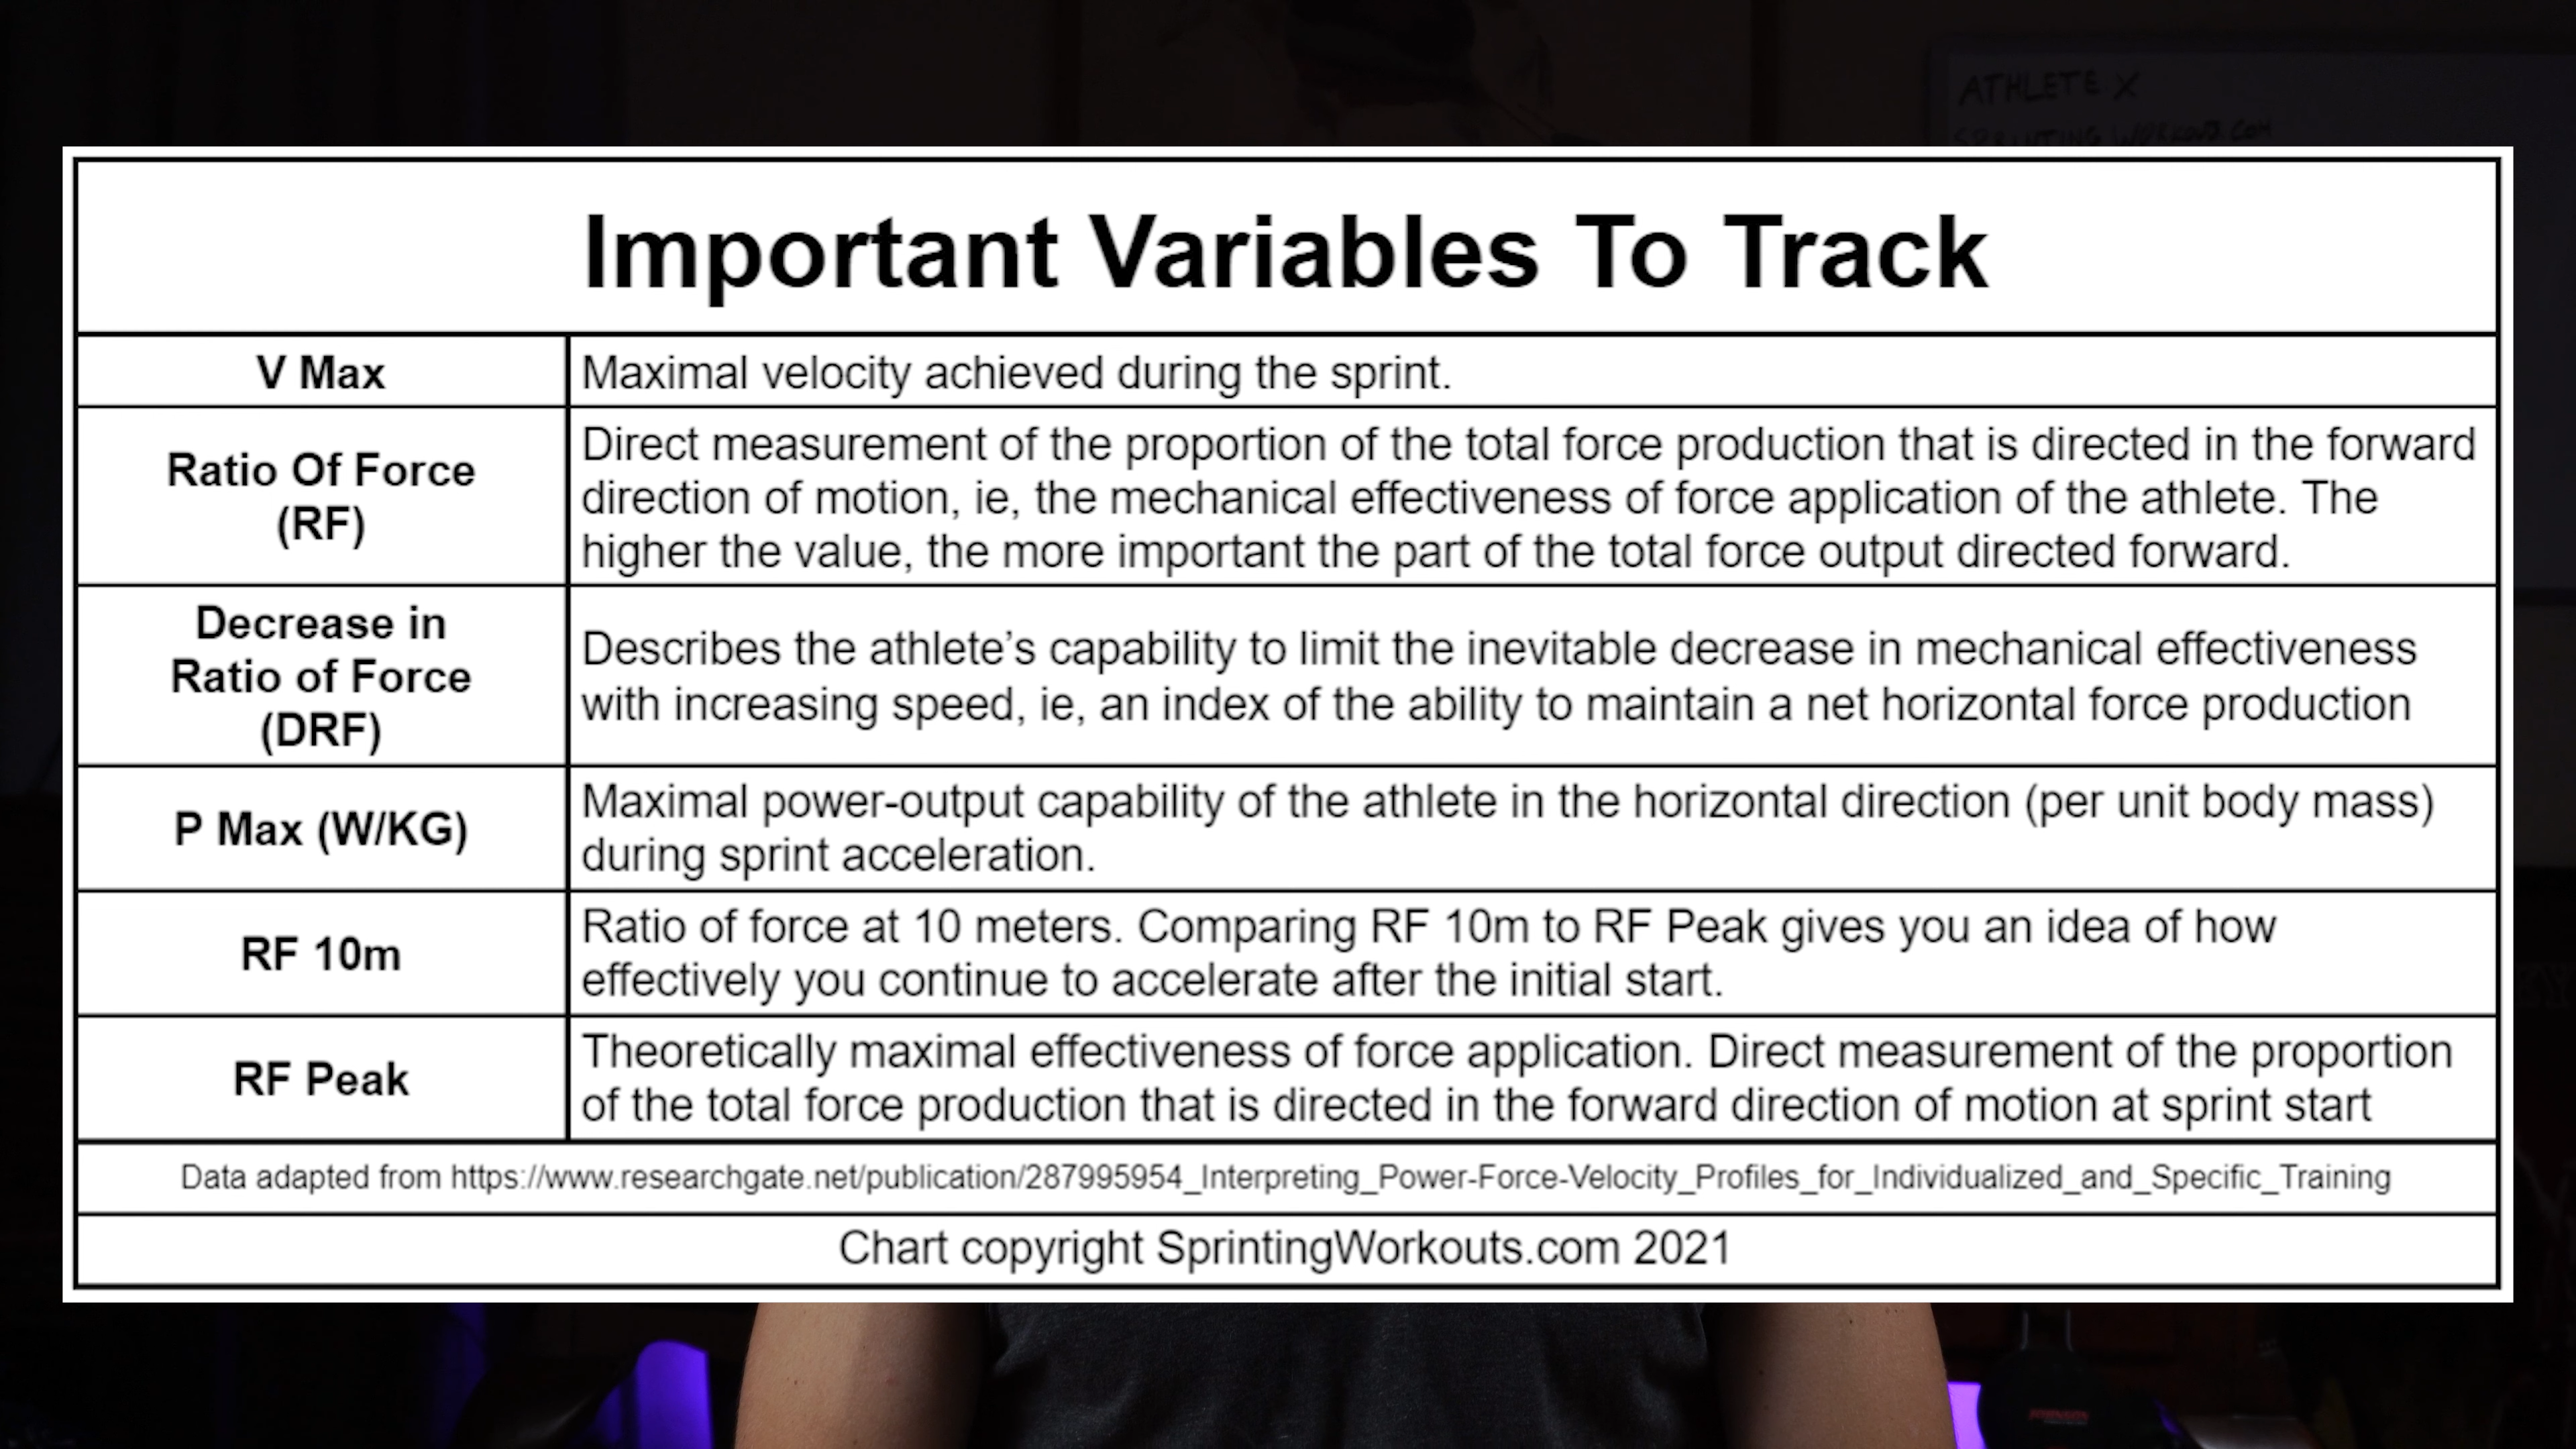 ATHLETE X
SPRINTINGWORKOUTS.COM
Important Variables To Track
V Max
Maximal velocity achieved during the sprint.
Ratio Of Force
(RF)
Direct measurement of the proportion of the total force production that is directed in the forward
direction of motion, ie, the mechanical effectiveness of force application of the athlete. The
higher the value, the more important the part of the total force output directed forward.
Decrease in
Ratio of Force
(DRF)
Describes the athlete’s capability to limit the inevitable decrease in mechanical effectiveness
with increasing speed, ie, an index of the ability to maintain a net horizontal force production
P Max (W/KG)
Maximal power-output capability of the athlete in the horizontal direction (per unit body mass)
during sprint acceleration.
RF 10m
Ratio of force at 10 meters. Comparing RF 10m to RF Peak gives you an idea of how
effectively you continue to accelerate after the initial start.
RF Peak
Theoretically maximal effectiveness of force application. Direct measurement of the proportion
of the total force production that is directed in the forward direction of motion at sprint start
Data adapted from https://www.researchgate.net/publication/287995954_Interpreting_Power-Force-Velocity_Profiles_for_Individualized_and_Specific_Training
Chart copyright SprintingWorkouts.com 2021